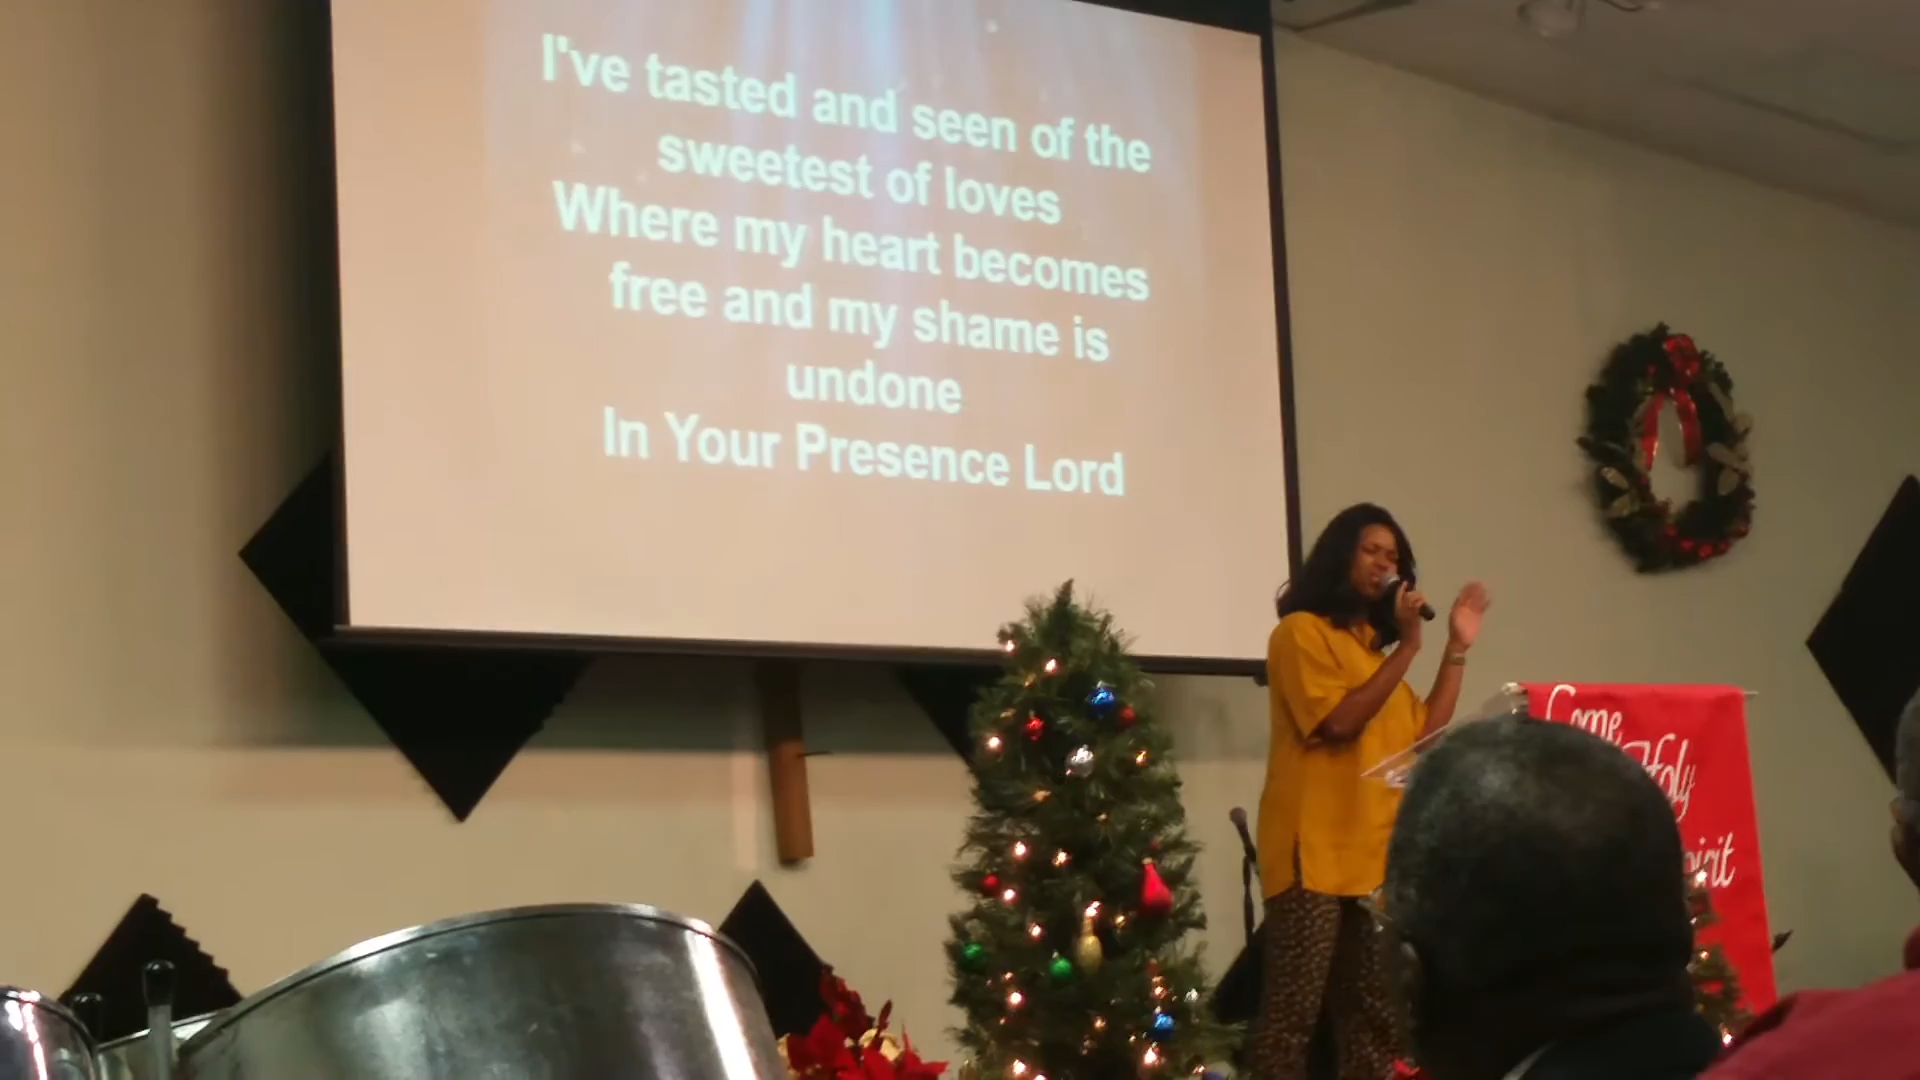 I've tasted and seen of the
sweetest of loves
Where my heart becomes
free and my shame is
undone
In Your Presence Lord
Come
Holy